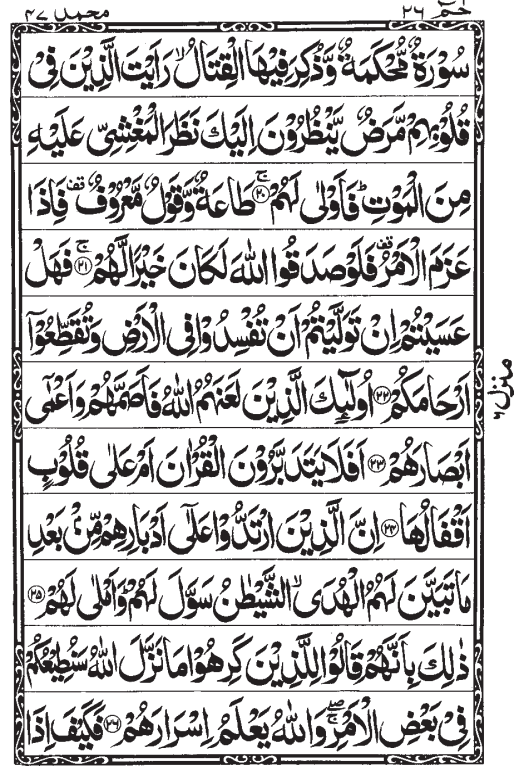 حٰمٓ ٢٦
محمد ٤٧
سُوْرَةٌ مُّحْكَمَةٌ وَّذُكِرَ فِيْهَا الْقِتَالُ ۙ رَاَيْتَ الَّذِيْنَ فِيْ
قُلُوْبِهِمْ مَّرَضٌ يَّنْظُرُوْنَ اِلَيْكَ نَظَرَ الْمَغْشِيِّ عَلَيْهِ
مِنَ الْمَوْتِ ؕ فَاَوْلٰى لَهُمْ ۚ‏﴿٢٠﴾ طَاعَةٌ وَّقَوْلٌ مَّعْرُوْفٌ ۟ فَاِذَا
عَزَمَ الْاَمْرُ ۟ فَلَوْ صَدَقُوا اللّٰهَ لَكَانَ خَيْرًا لَّهُمْ ۚ﴿٢١﴾ فَهَلْ
عَسَيْتُمْ اِنْ تَوَلَّيْتُمْ اَنْ تُفْسِدُوْا فِي الْاَرْضِ وَتُقَطِّعُوْۤا
اَرْحَامَكُمْ ﴿٢٢﴾ اُولٰٓئِكَ الَّذِيْنَ لَعَنَهُمُ اللّٰهُ فَاَصَمَّهُمْ وَاَعْمٰۤى
اَبْصَارَهُمْ ﴿٢٣﴾ اَفَلَا يَتَدَبَّرُوْنَ الْقُرْاٰنَ اَمْ عَلٰى قُلُوْبٍ
اَقْفَالُهَا ﴿٢٤﴾ اِنَّ الَّذِيْنَ ارْتَدُّوْا عَلٰۤى اَدْبَارِهِمْ مِّنْۢ بَعْدِ
مَا تَبَيَّنَ لَهُمُ الْهُدَى ۙ الشَّيْطٰنُ سَوَّلَ لَهُمْ ؕ وَاَمْلٰى لَهُمْ ﴿٢٥﴾
ذٰلِكَ بِاَنَّهُمْ قَالُوْا لِلَّذِيْنَ كَرِهُوْا مَا نَزَّلَ اللّٰهُ سَنُطِيْعُكُمْ
فِيْ بَعْضِ الْاَمْرِ ۖۚ وَاللّٰهُ يَعْلَمُ اِسْرَارَهُمْ ﴿٢٦﴾ فَكَيْفَ اِذَا
منزل ٦